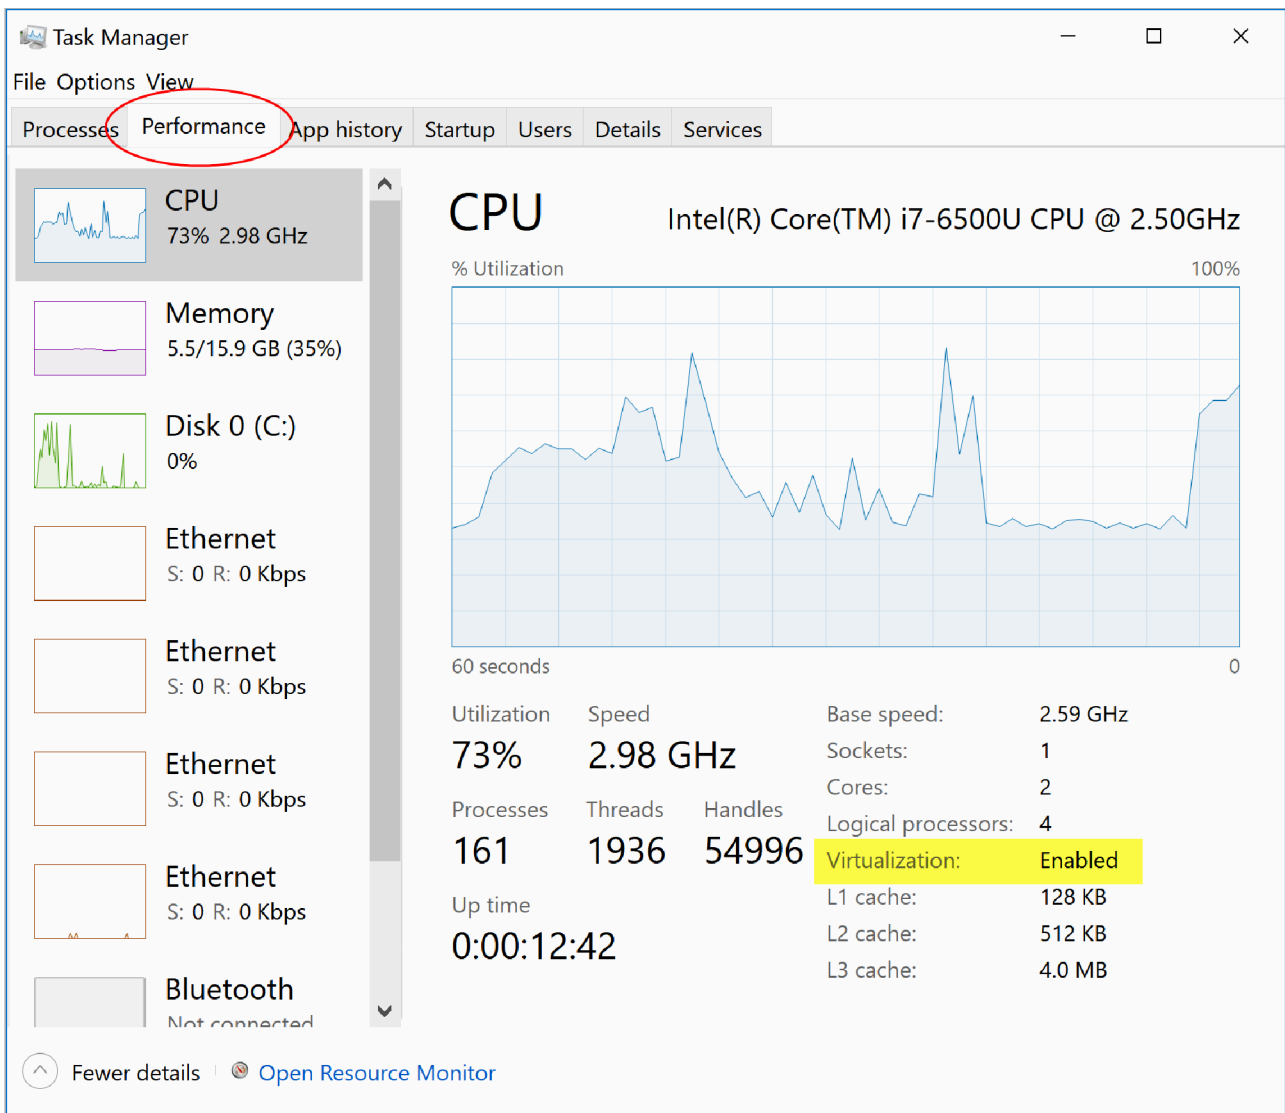 Task Manager
File Options View
Processes Performance App history Startup Users Details Services
CPU
73% 2.98 GHz
Memory
5.5/15.9 GB (35%)
Disk 0 (C:)
0%
Ethernet
S: 0 R: 0 Kbps
Ethernet
S: 0 R: 0 Kbps
Ethernet
S: 0 R: 0 Kbps
Ethernet
S: 0 R: 0 Kbps
Bluetooth
Not connected
CPU Intel(R) Core(TM) i7-6500U CPU @ 2.50GHz
% Utilization 100%
60 seconds 0
Utilization Speed
73% 2.98 GHz
Processes Threads Handles
161 1936 54996
Up time
0:00:12:42
Base speed: 2.59 GHz
Sockets: 1
Cores: 2
Logical processors: 4
Virtualization: Enabled
L1 cache: 128 KB
L2 cache: 512 KB
L3 cache: 4.0 MB
Fewer details Open Resource Monitor